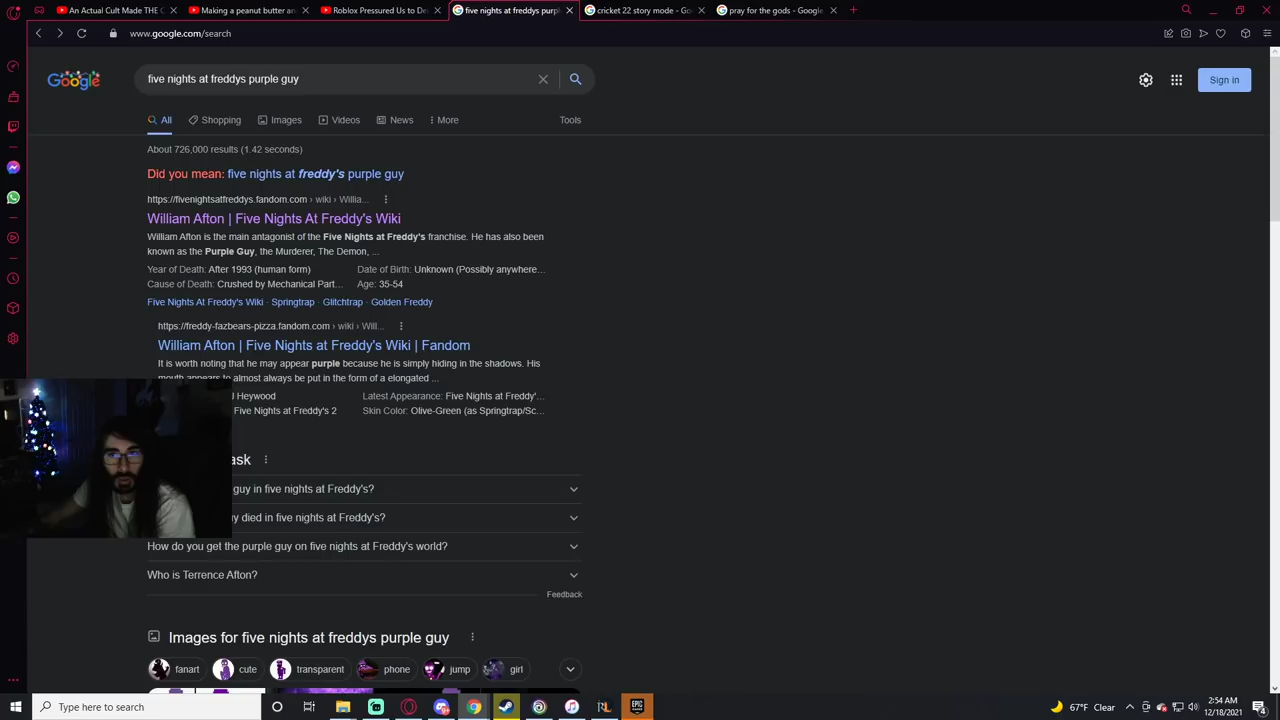 An Actual Cult Made THE C
Making a peanut butter an
Roblox Pressured Us to De
five nights at freddys purpl
cricket 22 story mode - Goo
pray for the gods - Google
www.google.com/search
Google
five nights at freddys purple guy
Sign in
All
Shopping
Images
Videos
News
More
Tools
About 726,000 results (1.42 seconds)
Did you mean: five nights at freddy's purple guy
https://fivenightsatfreddys.fandom.com › wiki › Willia...
William Afton | Five Nights At Freddy's Wiki
William Afton is the main antagonist of the Five Nights at Freddy's franchise. He has also been
known as the Purple Guy, the Murderer, The Demon, ...
Year of Death: After 1993 (human form)
Date of Birth: Unknown (Possibly anywhere...
Cause of Death: Crushed by Mechanical Part...
Age: 35-54
Five Nights At Freddy's Wiki · Springtrap · Glitchtrap · Golden Freddy
https://freddy-fazbears-pizza.fandom.com › wiki › Will...
William Afton | Five Nights at Freddy's Wiki | Fandom
It is worth noting that he may appear purple because he is simply hiding in the shadows. His
mouth appears to almost always be put in the form of a elongated ...
J Heywood
Latest Appearance: Five Nights at Freddy'...
Five Nights at Freddy's 2
Skin Color: Olive-Green (as Springtrap/Sc...
ask
guy in five nights at Freddy's?
y died in five nights at Freddy's?
How do you get the purple guy on five nights at Freddy's world?
Who is Terrence Afton?
Feedback
Images for five nights at freddys purple guy
fanart
cute
transparent
phone
jump
girl
Type here to search
67°F Clear
2:54 AM
12/18/2021